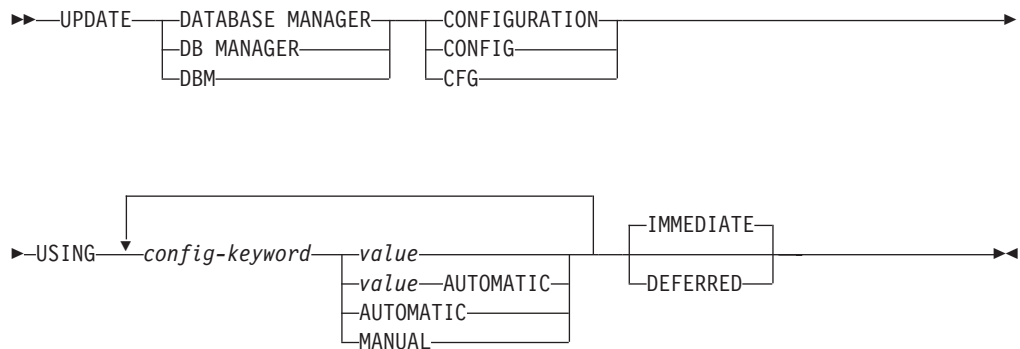 UPDATE DATABASE MANAGER CONFIGURATION
DB MANAGER CONFIG
DBM CFG
IMMEDIATE
USING config-keyword value
value AUTOMATIC DEFERRED
AUTOMATIC
MANUAL